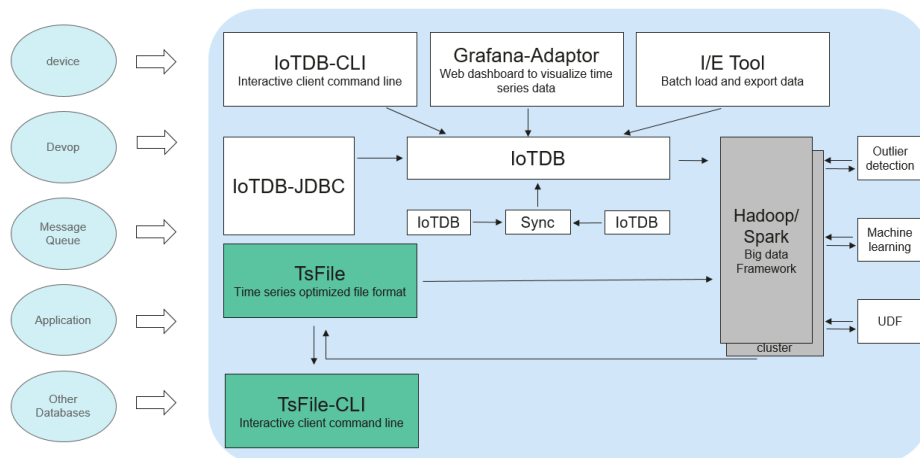 device
Devop
Message
Queue
Application
Other
Databases
IoTDB-CLI
Interactive client command line
Grafana-Adaptor
Web dashboard to visualize time
series data
I/E Tool
Batch load and export data
IoTDB-JDBC
IoTDB
IoTDB
Sync
IoTDB
TsFile
Time series optimized file format
TsFile-CLI
Interactive client command line
Hadoop/
Spark
Big data
Framework
cluster
Outlier
detection
Machine
learning
UDF